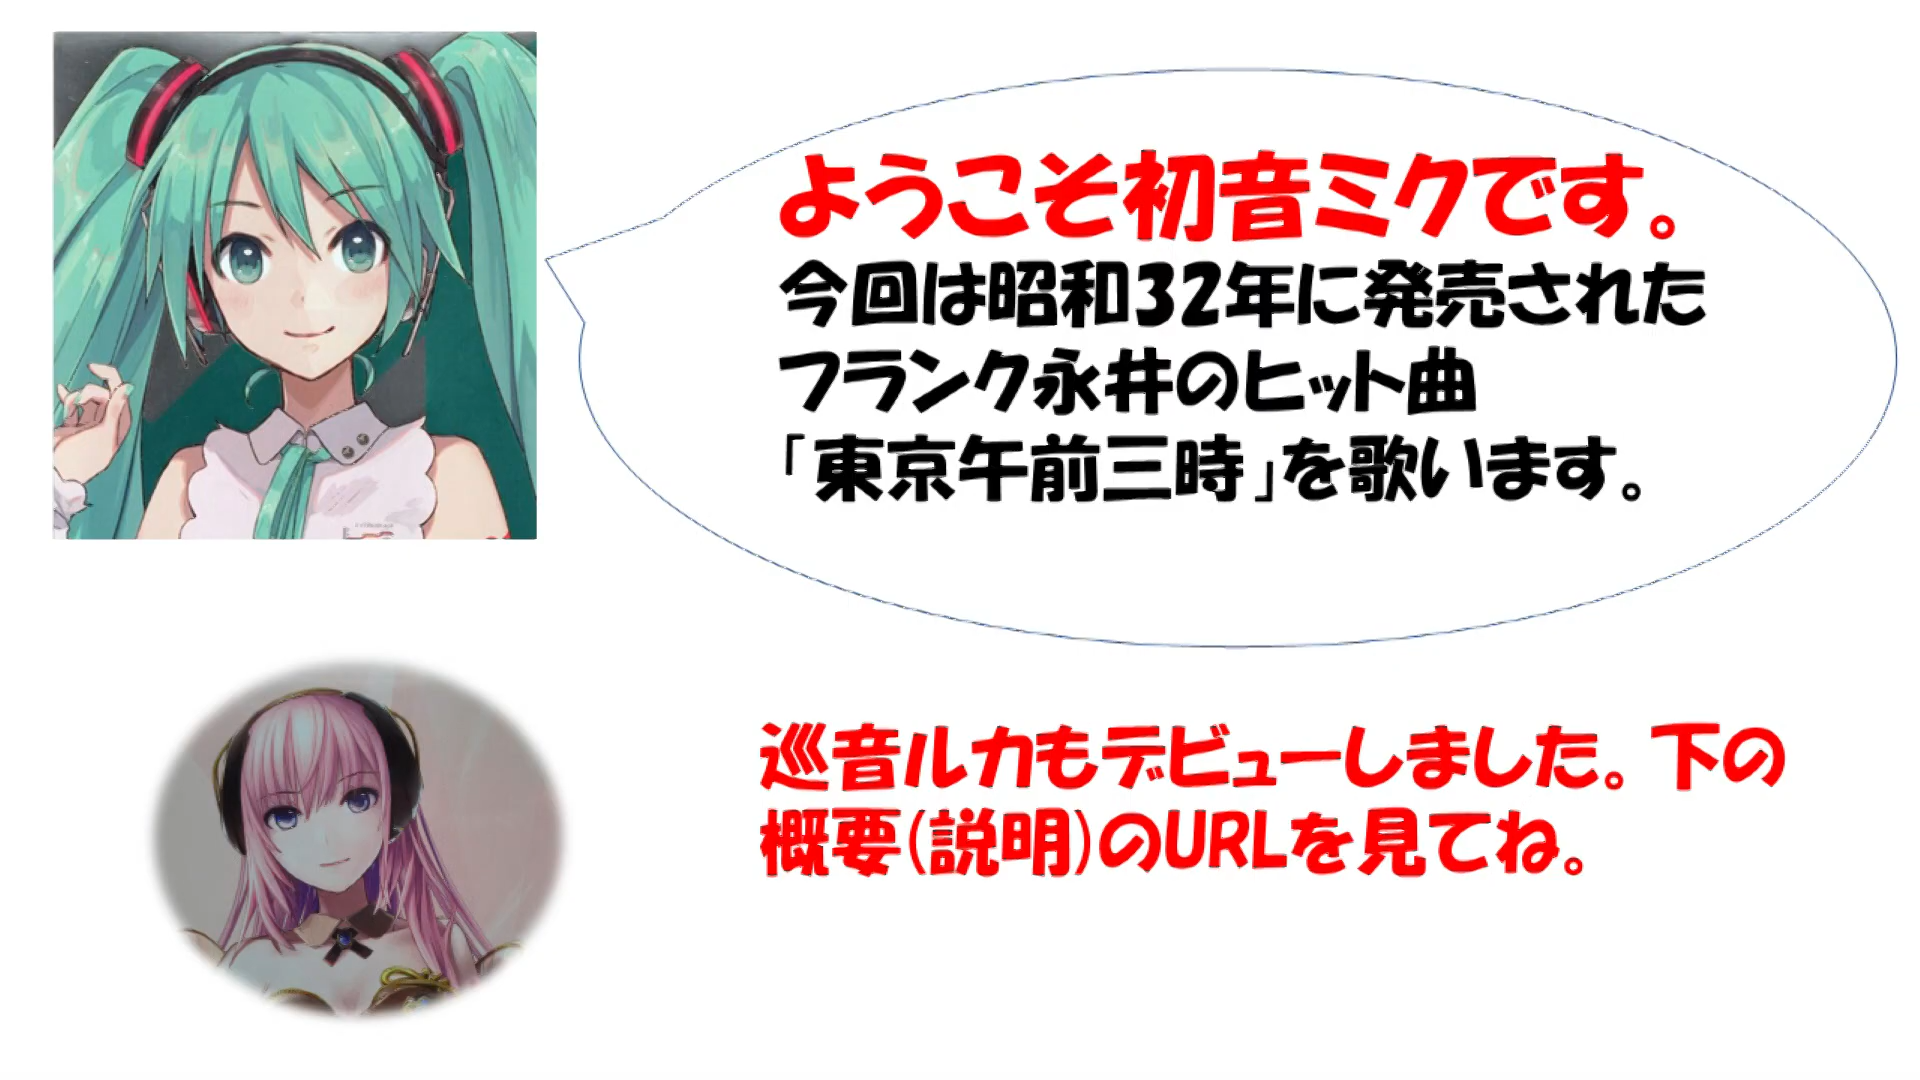 ようこそ初音ミクです。
今回は昭和32年に発売された
フランク永井のヒット曲
「東京午前三時」を歌います。
巡音ルカもデビューしました。下の
概要(説明)のURLを見てね。